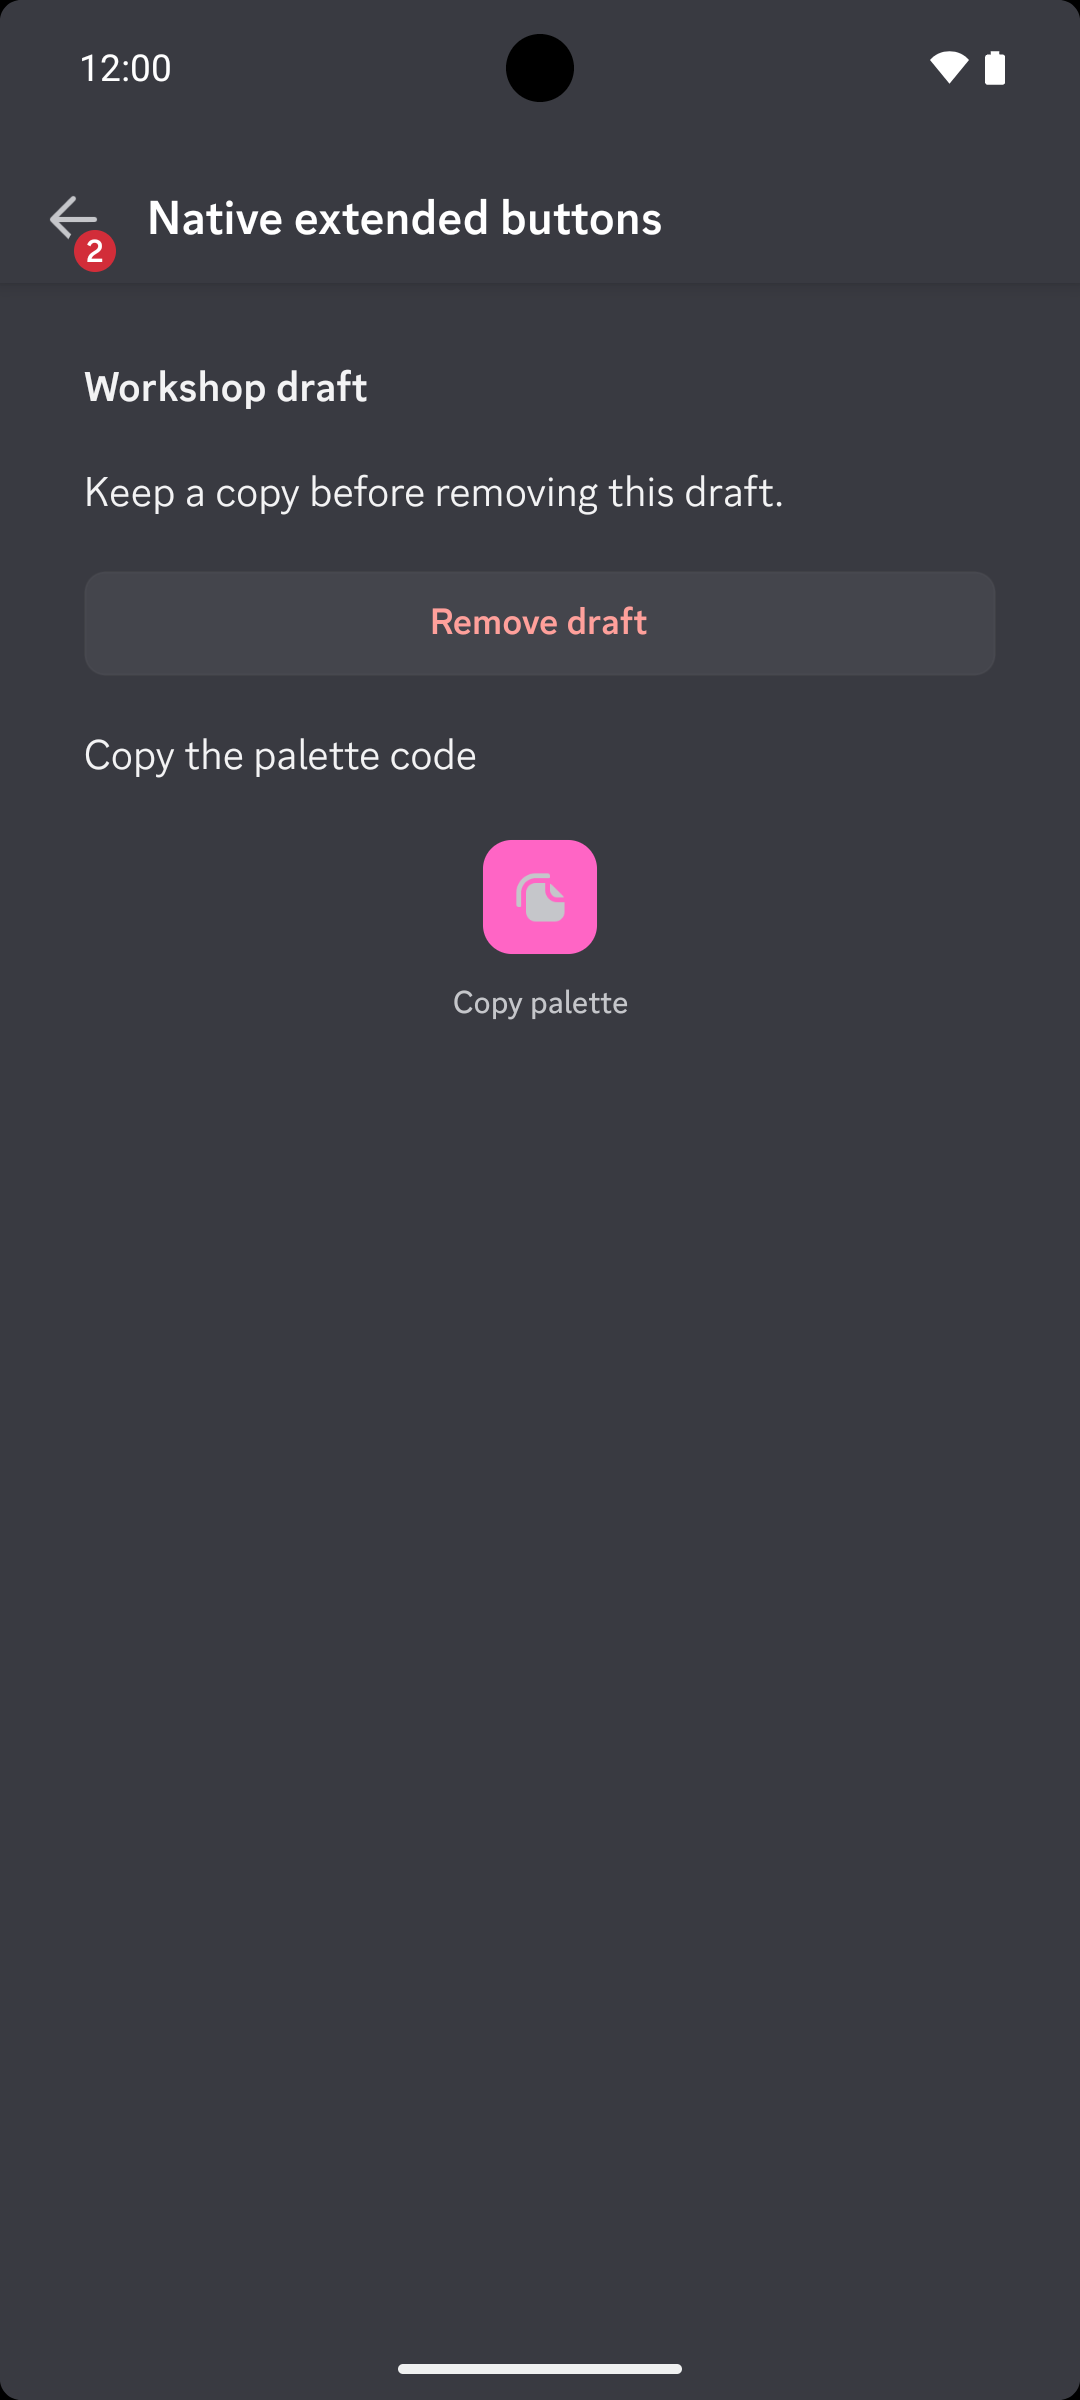 12:00
Native extended buttons
2
Workshop draft
Keep a copy before removing this draft.
Remove draft
Copy the palette code
Copy palette